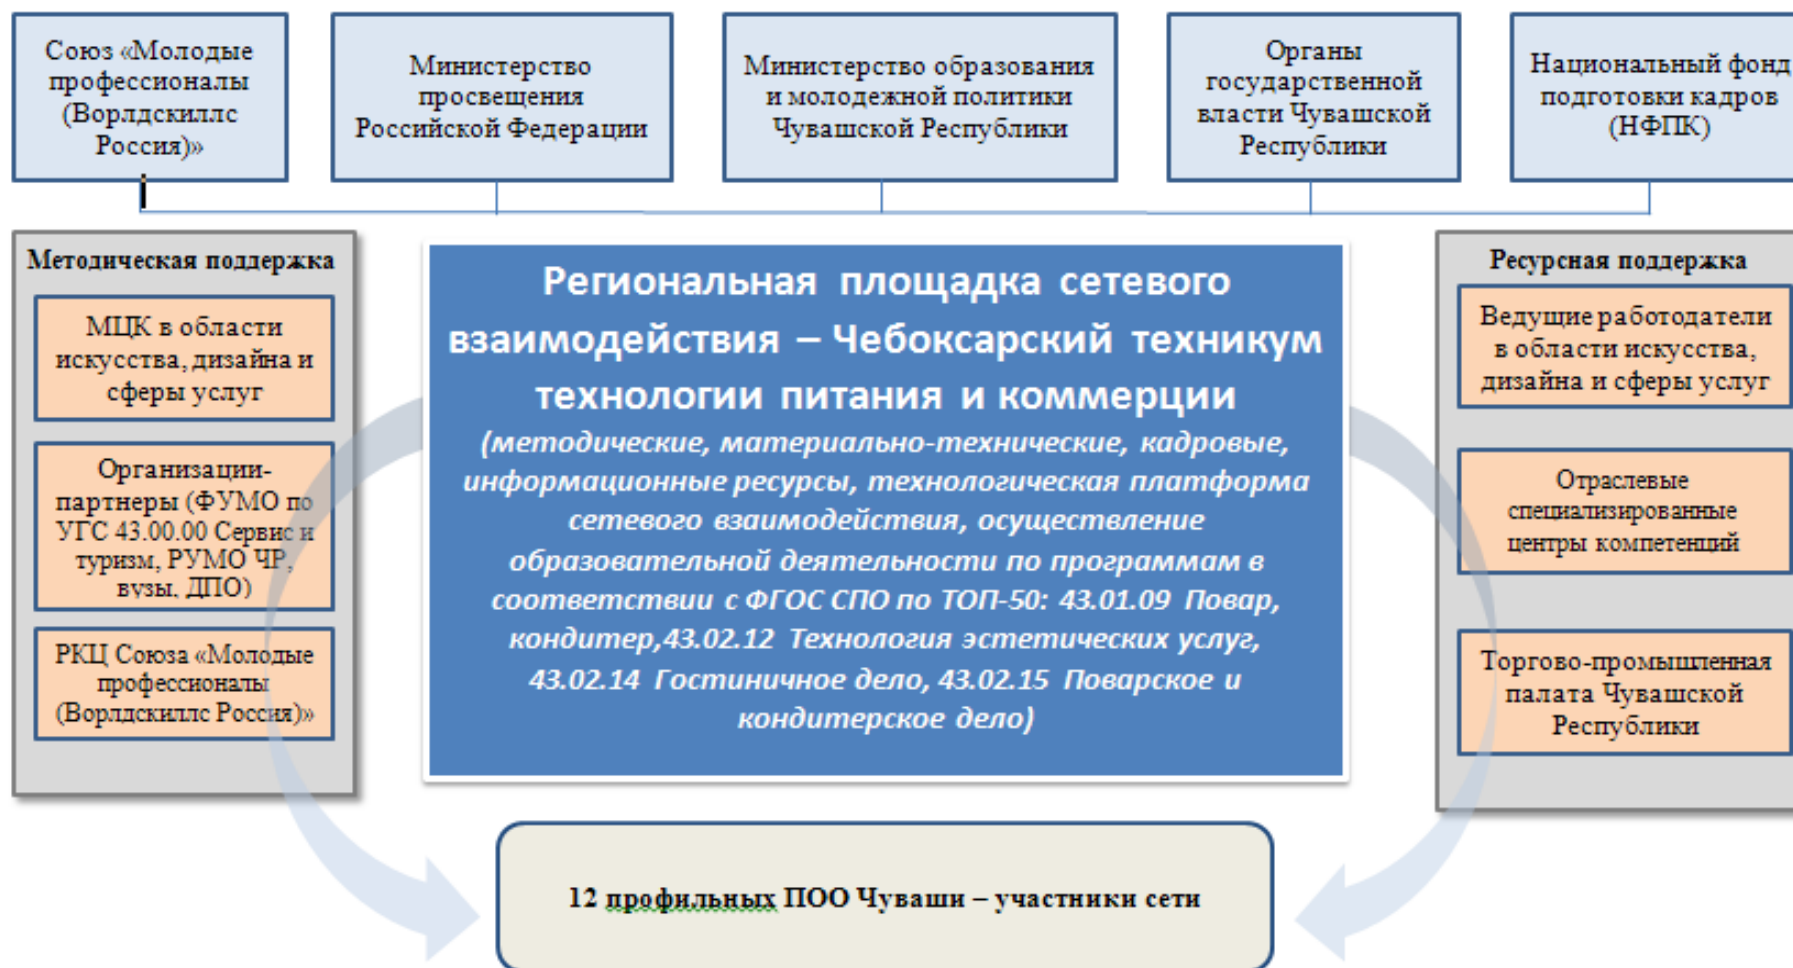 Союз «Молодые
профессионалы
(Ворлдскиллс
Россия)»
Министерство
просвещения
Российской Федерации
Министерство образования
и молодежной политики
Чувашской Республики
Органы
государственной
власти Чувашской
Республики
Национальный фонд
подготовки кадров
(НФПК)
Методическая поддержка
МЦК в области
искусства, дизайна и
сферы услуг
Организации-
партнеры (ФУМО по
УГС 43.00.00 Сервис и
туризм, РУМО ЧР,
вузы, ДПО)
РКЦ Союза «Молодые
профессионалы
(Ворлдскиллс Россия)»
Региональная площадка сетевого
взаимодействия – Чебоксарский техникум
технологии питания и коммерции
(методические, материально-технические, кадровые,
информационные ресурсы, технологическая платформа
сетевого взаимодействия, осуществление
образовательной деятельности по программам в
соответствии с ФГОС СПО по ТОП-50: 43.01.09 Повар,
кондитер,43.02.12 Технология эстетических услуг,
43.02.14 Гостиничное дело, 43.02.15 Поварское и
кондитерское дело)
Ресурсная поддержка
Ведущие работодатели
в области искусства,
дизайна и сферы услуг
Отраслевые
специализированные
центры компетенций
Торгово-промышленная
палата Чувашской
Республики
12 профильных ПОО Чуваши – участники сети